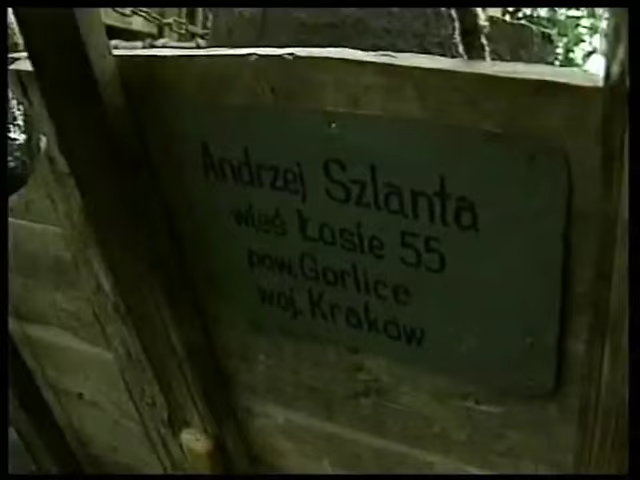 Andrzej Szlanta
wieś Łosie 55
pow. Gorlice
woj. Kraków